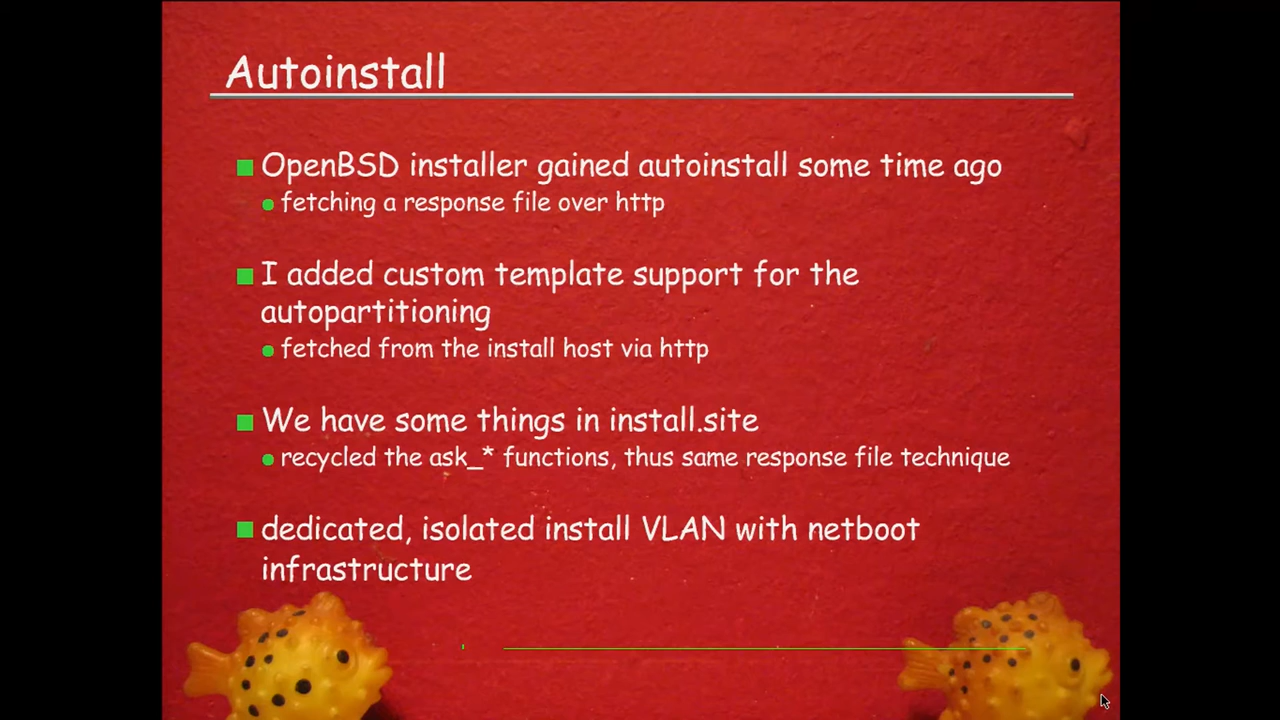 Autoinstall
OpenBSD installer gained autoinstall some time ago
fetching a response file over http
I added custom template support for the
autopartitioning
fetched from the install host via http
We have some things in install.site
recycled the ask_* functions, thus same response file technique
dedicated, isolated install VLAN with netboot
infrastructure